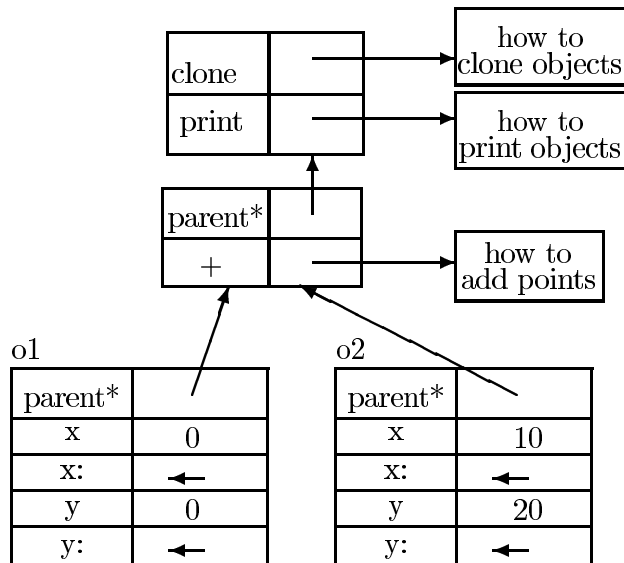 how to
clone objects
clone
print
how to
print objects
parent*
+
how to
add points
o1
parent*
x 0
x: ←
y 0
y: ←
o2
parent*
x 10
x: ←
y 20
y: ←